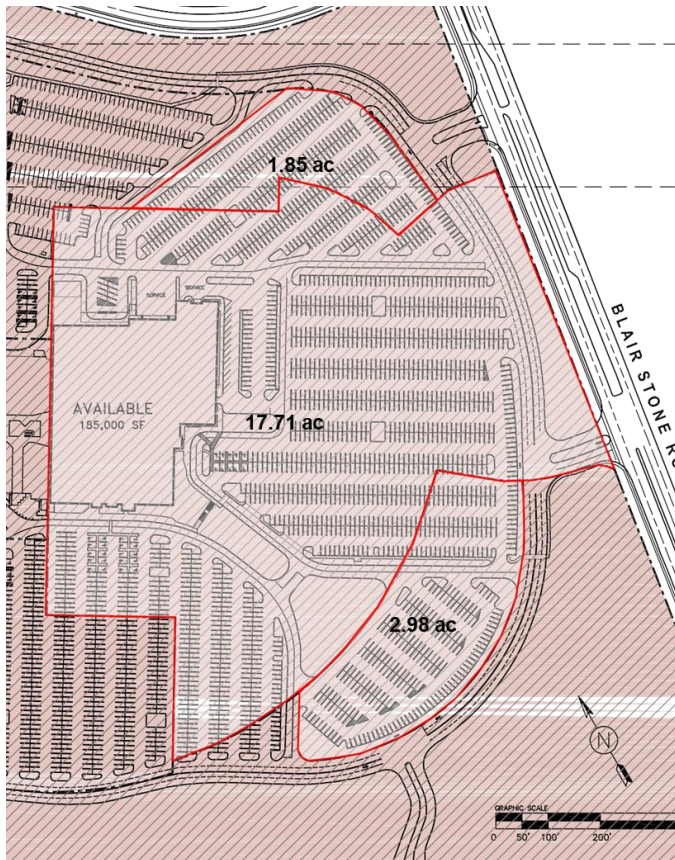 1.85 ac
SERVICE
SERVICE
AVAILABLE
185,000 SF
17.71 ac
BLAIR STONE R
2.98 ac
N
GRAPHIC SCALE
0 50' 100' 200'